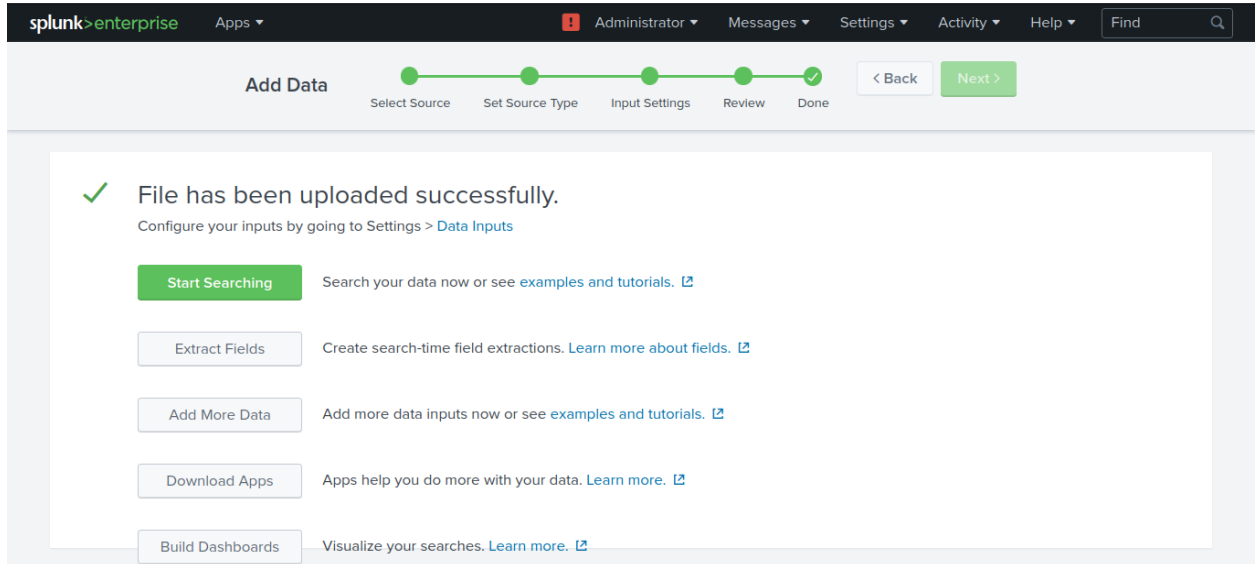 splunk>enterprise Apps ! Administrator Messages Settings Activity Help Find
Add Data < Back Next >
Select Source Set Source Type Input Settings Review Done
File has been uploaded successfully.
Configure your inputs by going to Settings > Data Inputs
Start Searching Search your data now or see examples and tutorials.
Extract Fields Create search-time field extractions. Learn more about fields.
Add More Data Add more data inputs now or see examples and tutorials.
Download Apps Apps help you do more with your data. Learn more.
Build Dashboards Visualize your searches. Learn more.